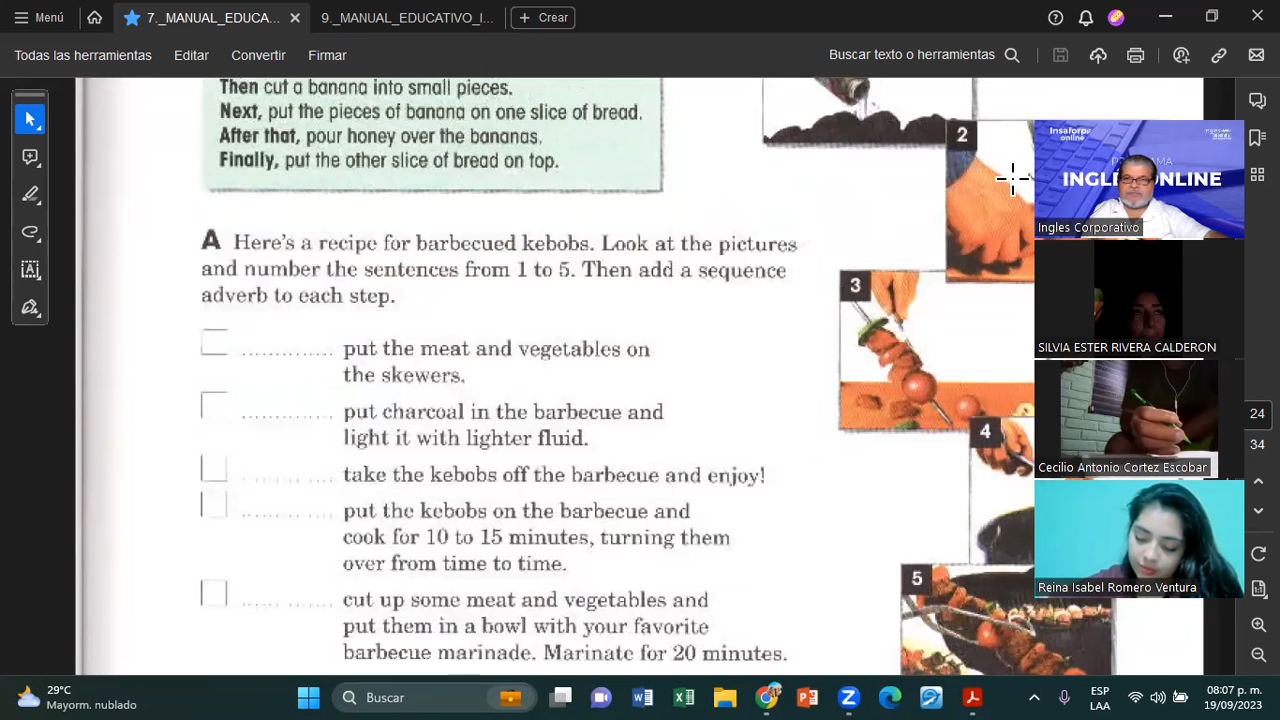 Menú
7._MANUAL_EDUCA...
9._MANUAL_EDUCATIVO_I...
Crear
Todas las herramientas
Editar
Convertir
Firmar
Buscar texto o herramientas
Then cut a banana into small pieces.
Next, put the pieces of banana on one slice of bread.
After that, pour honey over the bananas.
Finally, put the other slice of bread on top.
A Here's a recipe for barbecued kebobs. Look at the pictures
and number the sentences from 1 to 5. Then add a sequence
adverb to each step.
............... put the meat and vegetables on
the skewers.
............... put charcoal in the barbecue and
light it with lighter fluid.
............... take the kebobs off the barbecue and enjoy!
............... put the kebobs on the barbecue and
cook for 10 to 15 minutes, turning them
over from time to time.
............... cut up some meat and vegetables and
put them in a bowl with your favorite
barbecue marinade. Marinate for 20 minutes.
2
3
4
5
Insaforp
online
INGLÉS ONLINE
Ingles Corporativo
SILVIA ESTER RIVERA CALDERON
Cecilio Antonio Cortez Escobar
Reina Isabel Romero Ventura
24
34
29°C
Mayorm. nublado
Buscar
ESP
LAA
08:07 p. m.
19/09/2023